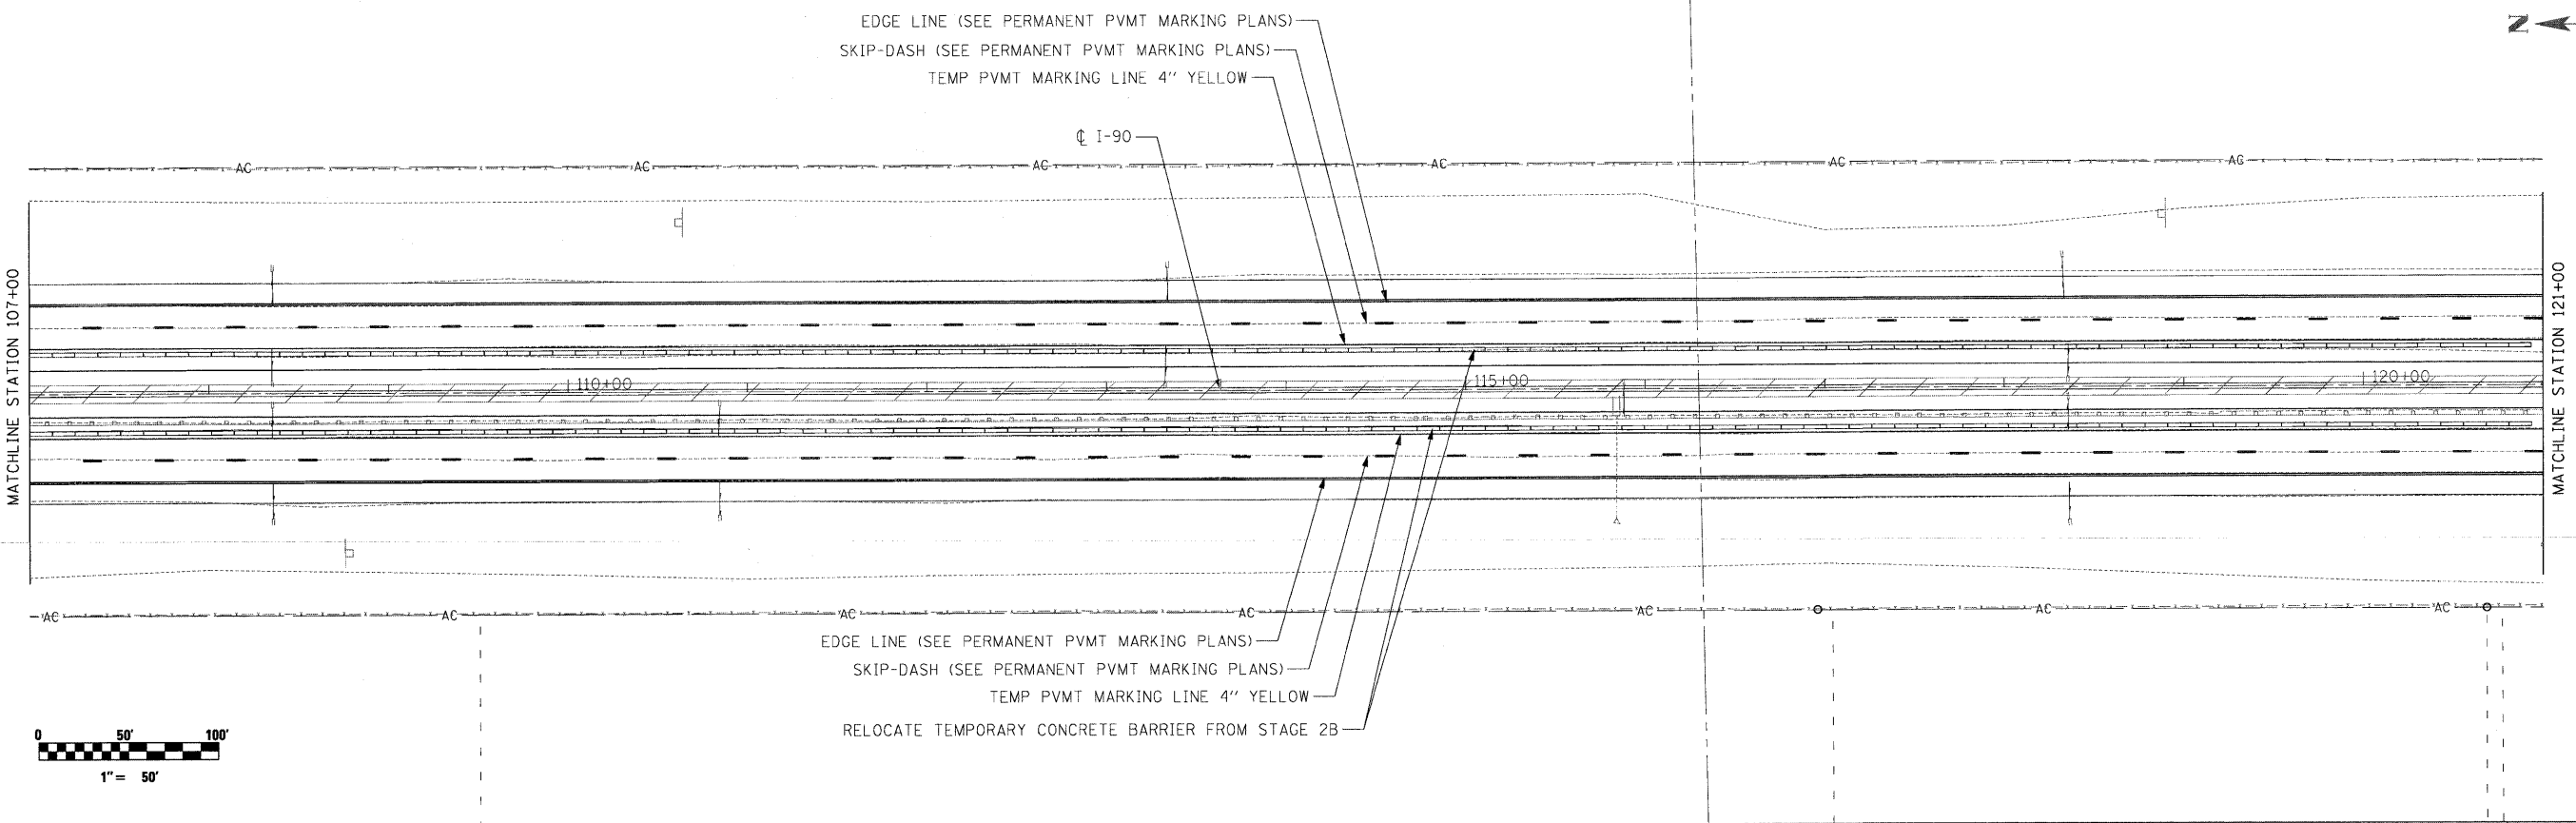 EDGE LINE (SEE PERMANENT PVMT MARKING PLANS)
SKIP-DASH (SEE PERMANENT PVMT MARKING PLANS)
TEMP PVMT MARKING LINE 4'' YELLOW
℄ I-90
N
AC AC AC AC AC AC
MATCHLINE STATION 107+00
110+00
115+00
120+00
MATCHLINE STATION 121+00
AC AC AC AC AC AC AC
EDGE LINE (SEE PERMANENT PVMT MARKING PLANS)
SKIP-DASH (SEE PERMANENT PVMT MARKING PLANS)
TEMP PVMT MARKING LINE 4'' YELLOW
RELOCATE TEMPORARY CONCRETE BARRIER FROM STAGE 2B
0 50' 100'
1''= 50'